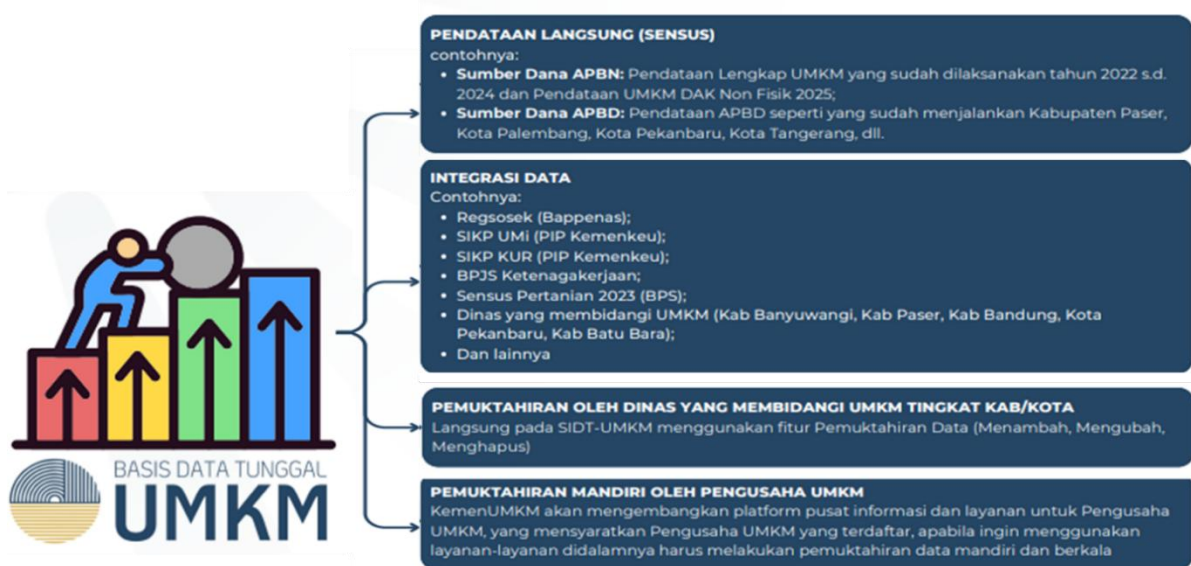 PENDATAAN LANGSUNG (SENSUS)
contohnya:
• Sumber Dana APBN: Pendataan Lengkap UMKM yang sudah dilaksanakan tahun 2022 s.d.
2024 dan Pendataan UMKM DAK Non Fisik 2025;
• Sumber Dana APBD: Pendataan APBD seperti yang sudah menjalankan Kabupaten Paser,
Kota Palembang, Kota Pekanbaru, Kota Tangerang, dll.
INTEGRASI DATA
Contohnya:
• Regsosek (Bappenas);
• SIKP UMi (PIP Kemenkeu);
• SIKP KUR (PIP Kemenkeu);
• BPJS Ketenagakerjaan;
• Sensus Pertanian 2023 (BPS);
• Dinas yang membidangi UMKM (Kab Banyuwangi, Kab Paser, Kab Bandung, Kota
Pekanbaru, Kab Batu Bara);
• Dan lainnya
PEMUKTAHIRAN OLEH DINAS YANG MEMBIDANGI UMKM TINGKAT KAB/KOTA
Langsung pada SIDT-UMKM menggunakan fitur Pemuktahiran Data (Menambah, Mengubah,
Menghapus)
PEMUKTAHIRAN MANDIRI OLEH PENGUSAHA UMKM
KemenUMKM akan mengembangkan platform pusat informasi dan layanan untuk Pengusaha
UMKM, yang mensyaratkan Pengusaha UMKM yang terdaftar, apabila ingin menggunakan
layanan-layanan didalamnya harus melakukan pemuktahiran data mandiri dan berkala
BASIS DATA TUNGGAL
UMKM